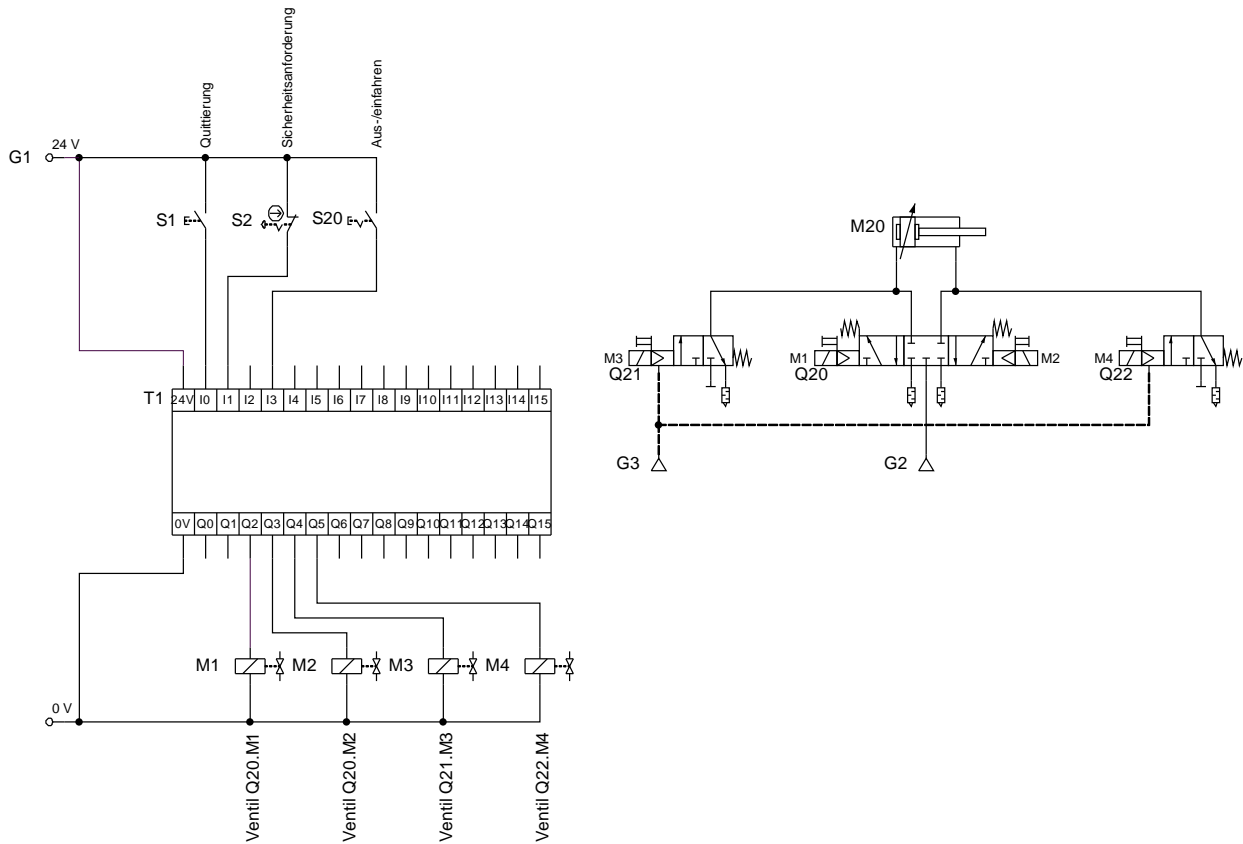 Quittierung
Sicherheitsanforderung
Aus-/einfahren
G1
24 V
S1
S2
S20
T1
24V I0 I1 I2 I3 I4 I5 I6 I7 I8 I9 I10 I11 I12 I13 I14 I15
0V Q0 Q1 Q2 Q3 Q4 Q5 Q6 Q7 Q8 Q9 Q10 Q11 Q12 Q13 Q14 Q15
M1
M2
M3
M4
0 V
Ventil Q20.M1
Ventil Q20.M2
Ventil Q21.M3
Ventil Q22.M4
M20
M3
Q21
M1
Q20
M2
M4
Q22
G3
G2